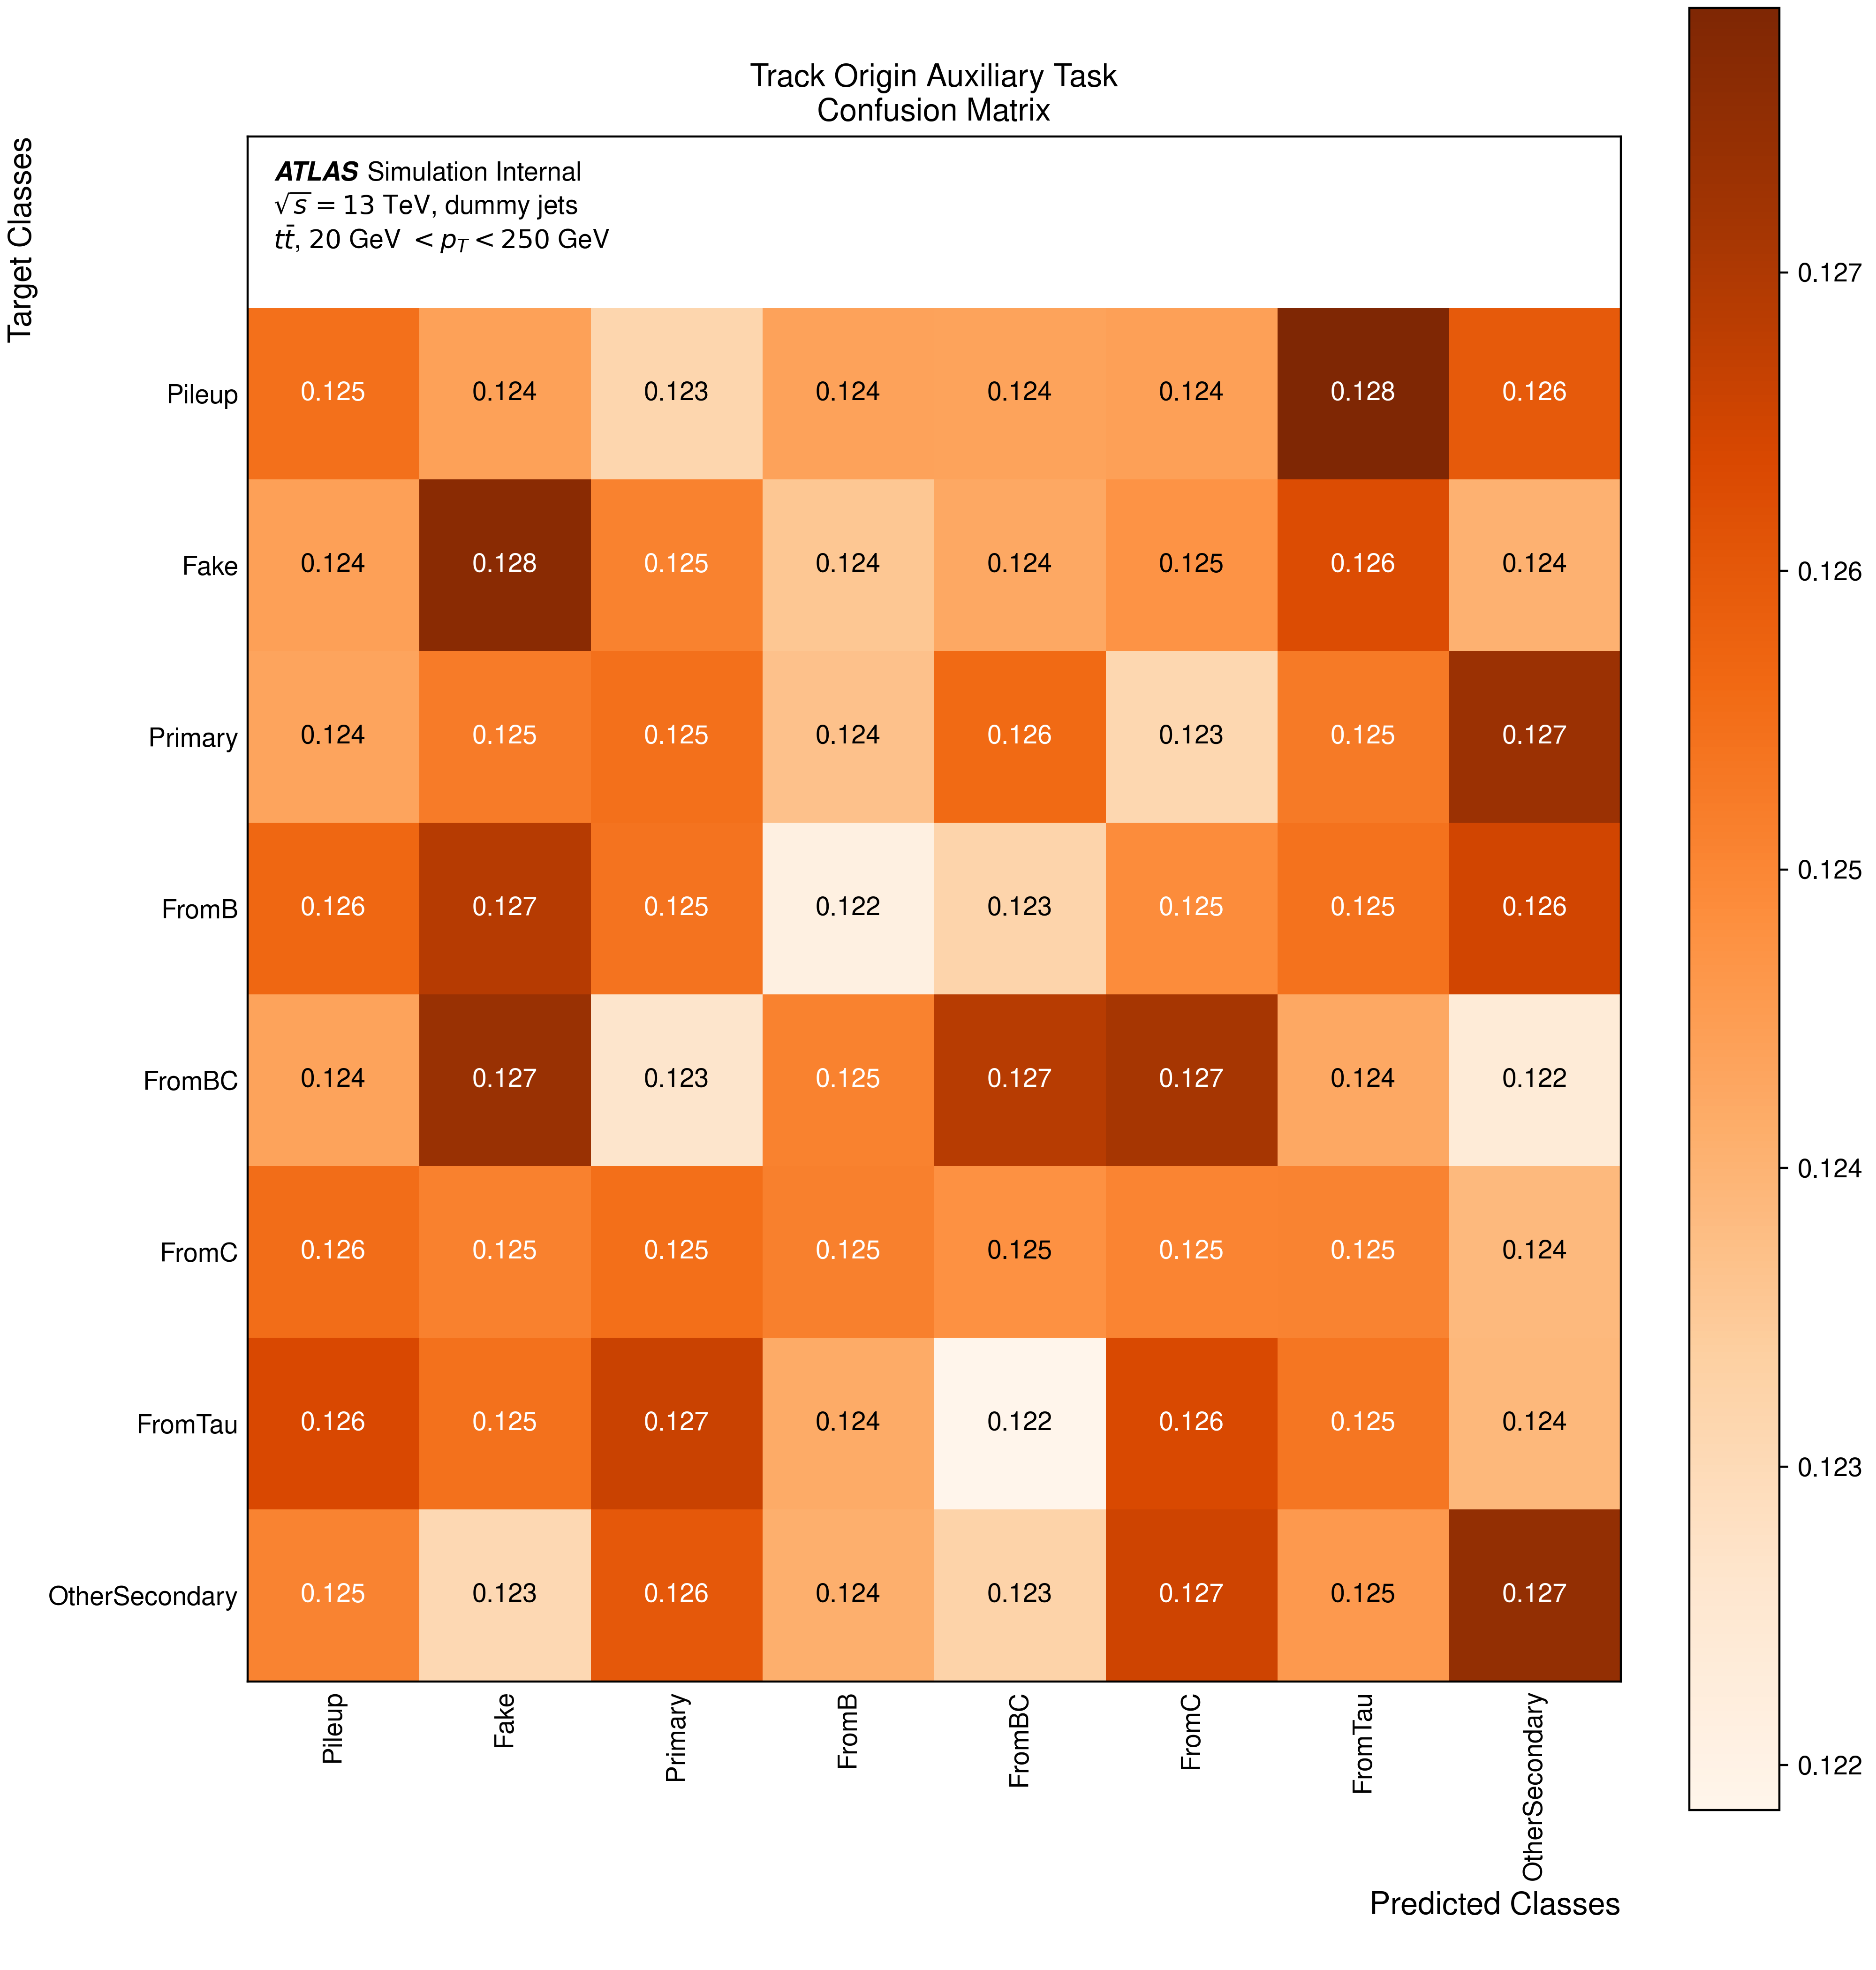 Track Origin Auxiliary Task
Confusion Matrix
Target Classes
ATLAS Simulation Internal
√s = 13 TeV, dummy jets
tt̄, 20 GeV < p_T < 250 GeV
Pileup 0.125 0.124 0.123 0.124 0.124 0.124 0.128 0.126
Fake 0.124 0.128 0.125 0.124 0.124 0.125 0.126 0.124
Primary 0.124 0.125 0.125 0.124 0.126 0.123 0.125 0.127
FromB 0.126 0.127 0.125 0.122 0.123 0.125 0.125 0.126
FromBC 0.124 0.127 0.123 0.125 0.127 0.127 0.124 0.122
FromC 0.126 0.125 0.125 0.125 0.125 0.125 0.125 0.124
FromTau 0.126 0.125 0.127 0.124 0.122 0.126 0.125 0.124
OtherSecondary 0.125 0.123 0.126 0.124 0.123 0.127 0.125 0.127
Pileup Fake Primary FromB FromBC FromC FromTau OtherSecondary
Predicted Classes
0.127
0.126
0.125
0.124
0.123
0.122